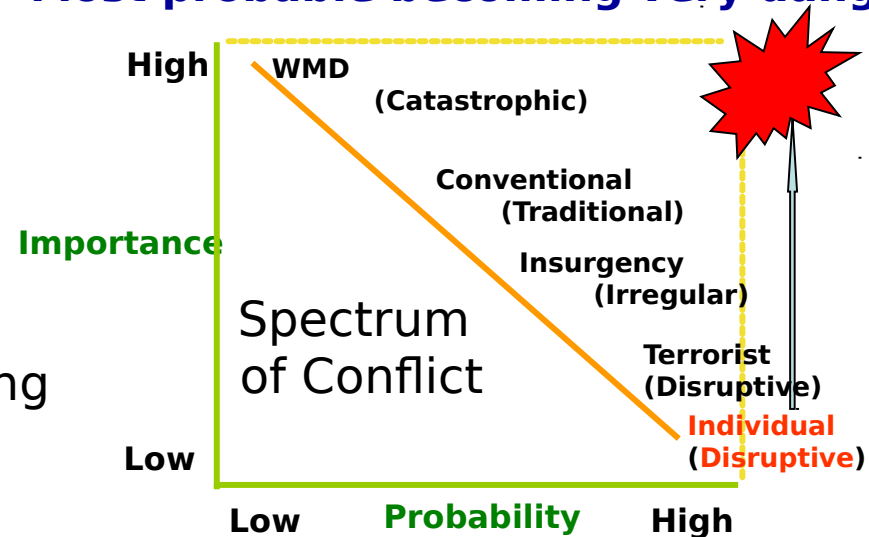 High
WMD
(Catastrophic)
Conventional
(Traditional)
Importance
Insurgency
(Irregular)
Spectrum
of Conflict
Terrorist
(Disruptive)
Individual
(Disruptive)
Low
Low Probability High